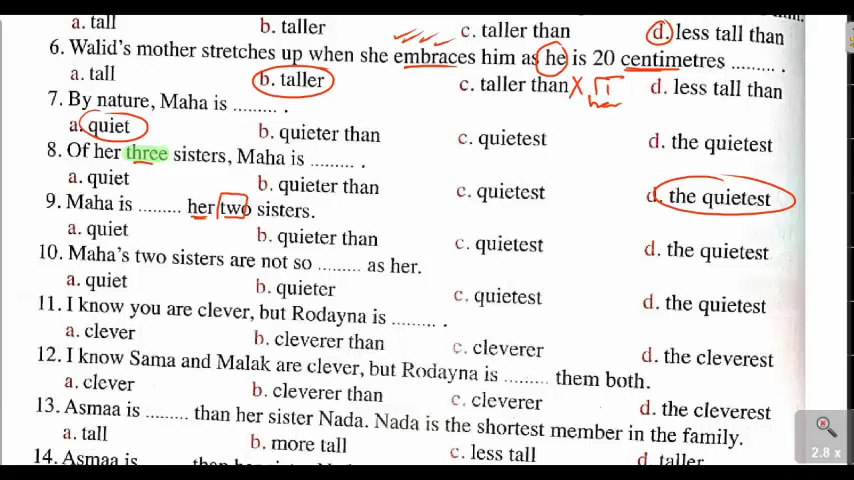 a. tall b. taller c. taller than d. less tall than
6. Walid's mother stretches up when she embraces him as he is 20 centimetres ......... .
a. tall b. taller c. taller than X her d. less tall than
7. By nature, Maha is ......... .
a. quiet b. quieter than c. quietest d. the quietest
8. Of her three sisters, Maha is ......... .
a. quiet b. quieter than c. quietest d. the quietest
9. Maha is ......... her two sisters.
a. quiet b. quieter than c. quietest d. the quietest
10. Maha's two sisters are not so ......... as her.
a. quiet b. quieter c. quietest d. the quietest
11. I know you are clever, but Rodayna is ......... .
a. clever b. cleverer than c. cleverer d. the cleverest
12. I know Sama and Malak are clever, but Rodayna is ......... them both.
a. clever b. cleverer than c. cleverer d. the cleverest
13. Asmaa is ......... than her sister Nada. Nada is the shortest member in the family.
a. tall b. more tall c. less tall d. taller
14. Asmaa is
2.8 x